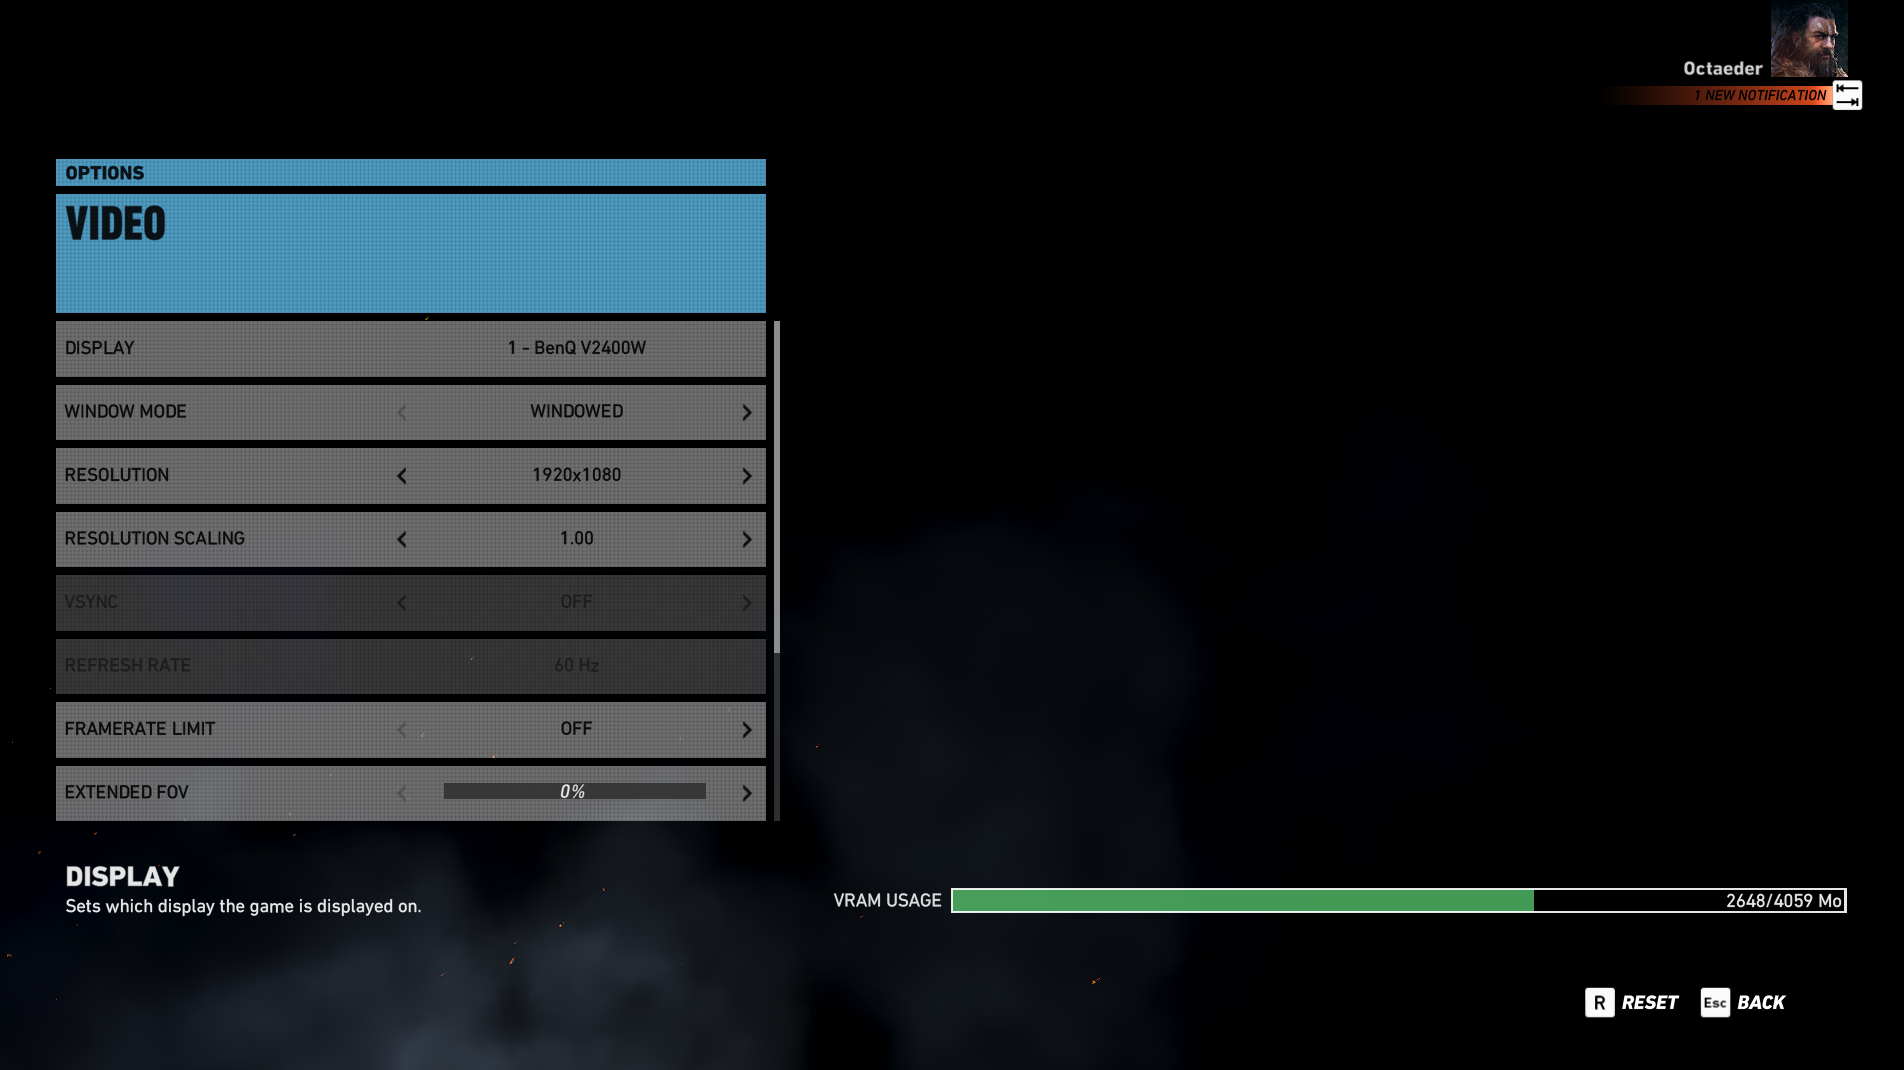 Octaeder
1 NEW NOTIFICATION
OPTIONS
VIDEO
DISPLAY 1 - BenQ V2400W
WINDOW MODE WINDOWED
RESOLUTION 1920x1080
RESOLUTION SCALING 1.00
VSYNC OFF
REFRESH RATE 60 Hz
FRAMERATE LIMIT OFF
EXTENDED FOV 0%
DISPLAY
Sets which display the game is displayed on.
VRAM USAGE 2648/4059 Mo
R RESET Esc BACK